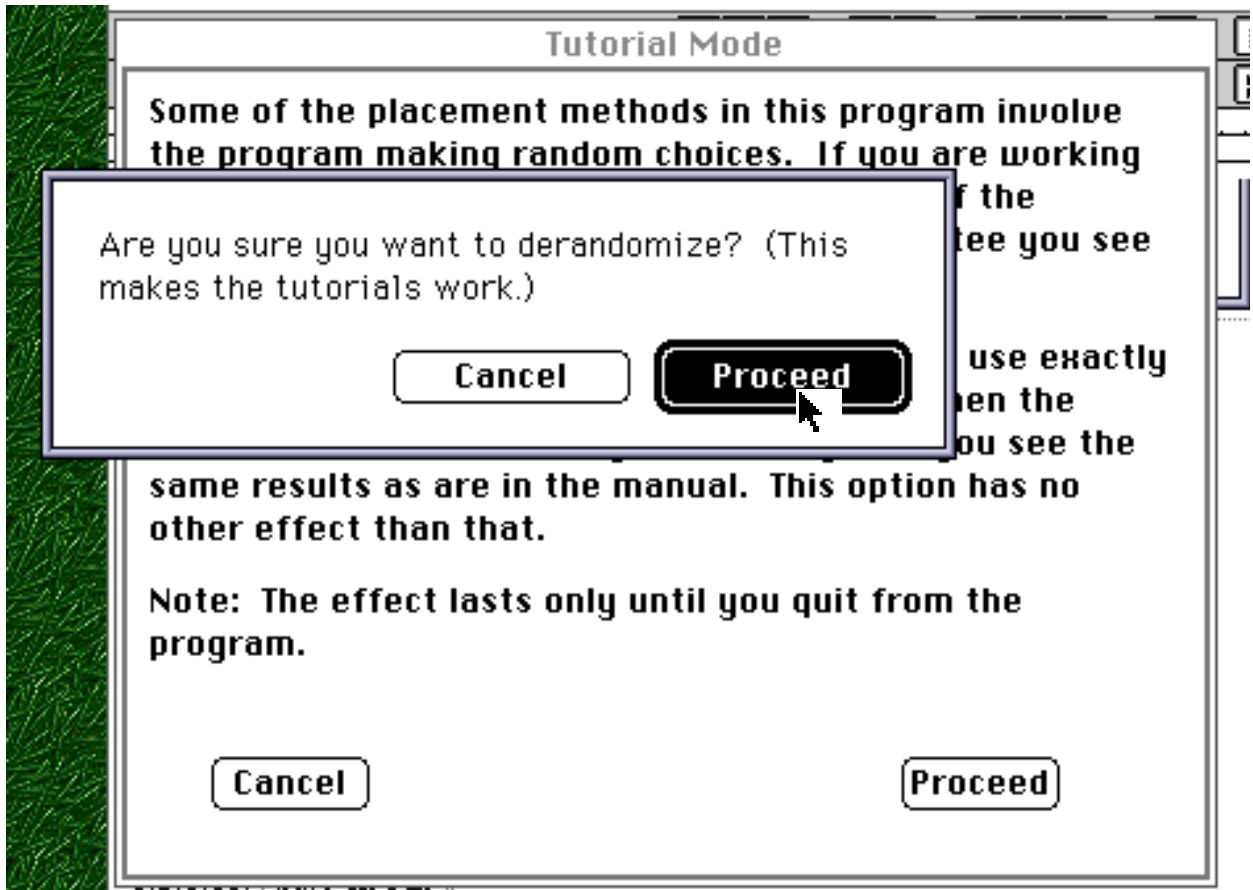 Tutorial Mode
Some of the placement methods in this program involve
the program making random choices.  If you are working
the
you see
Are you sure you want to derandomize?  (This
makes the tutorials work.)
Cancel
Proceed
use exactly
the
you see the
same results as are in the manual.  This option has no
other effect than that.
Note:  The effect lasts only until you quit from the
program.
Cancel
Proceed